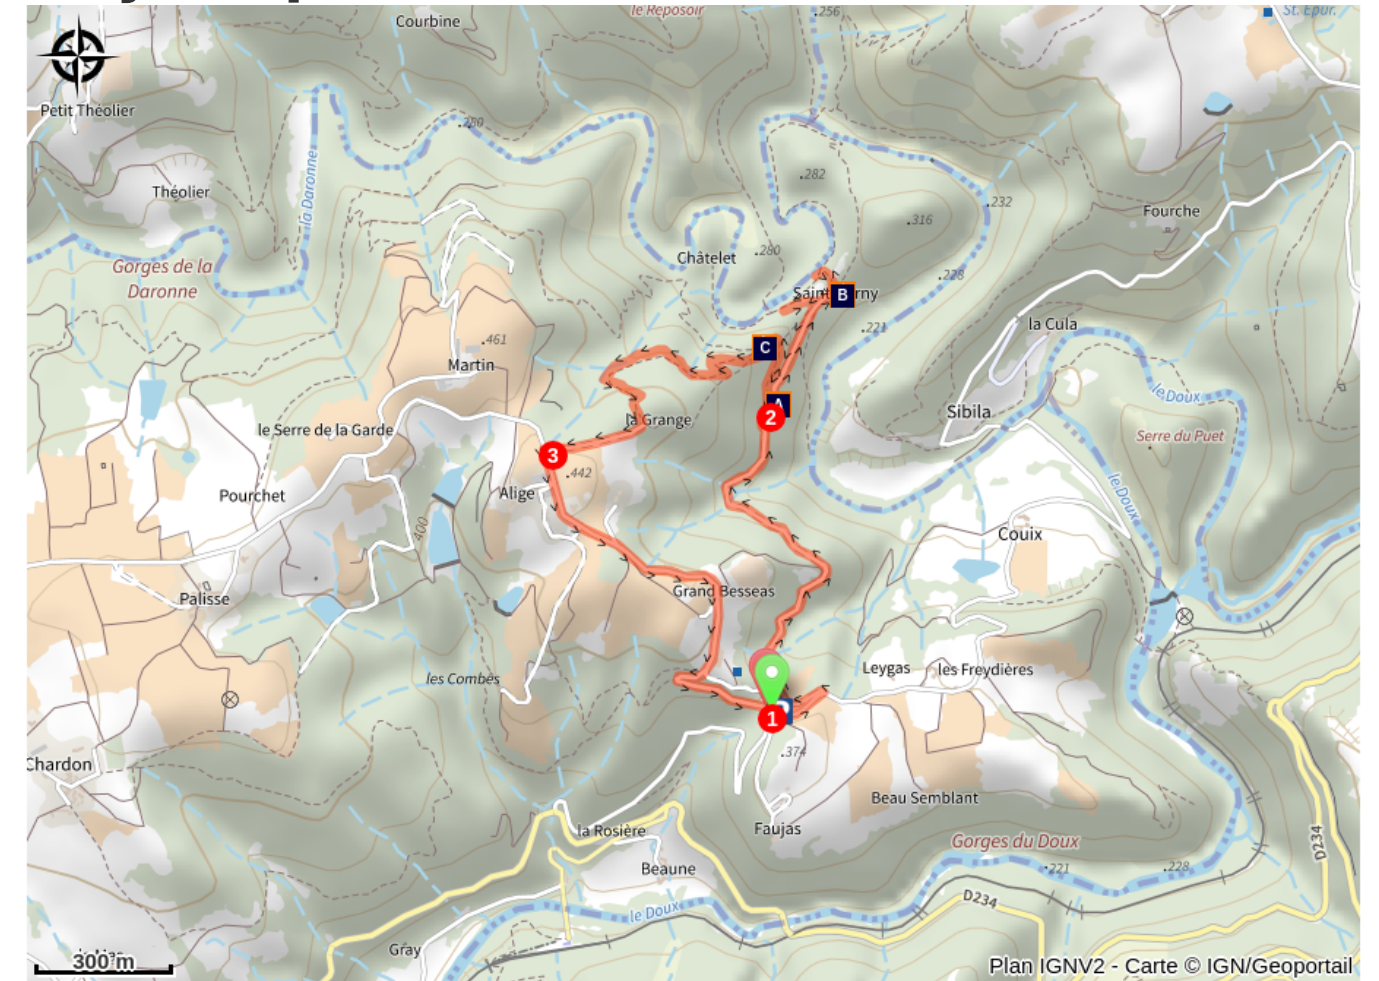 Courbine
le Reposoir
256
St. Epur.
Petit Théolier
280
Théolier
la Daronne
282
232
316
Fourche
Gorges de la
Daronne
Châtelet
280
228
B
221
la Cula
461
Martin
C
le Doux
Sibila
A
2
la Grange
le Serre de la Garde
Serre du Puet
3
442
Alige
Pourchet
le Doux
400
Couix
Grand Besseas
Palisse
les Combes
Leygas
les Freydières
1
374
Chardon
Beau Semblant
la Rosière
Faujas
Gorges du Doux
D234
Beaune
221
228
D234
le Doux
Gray
300 m
Plan IGNV2 - Carte © IGN/Geoportail